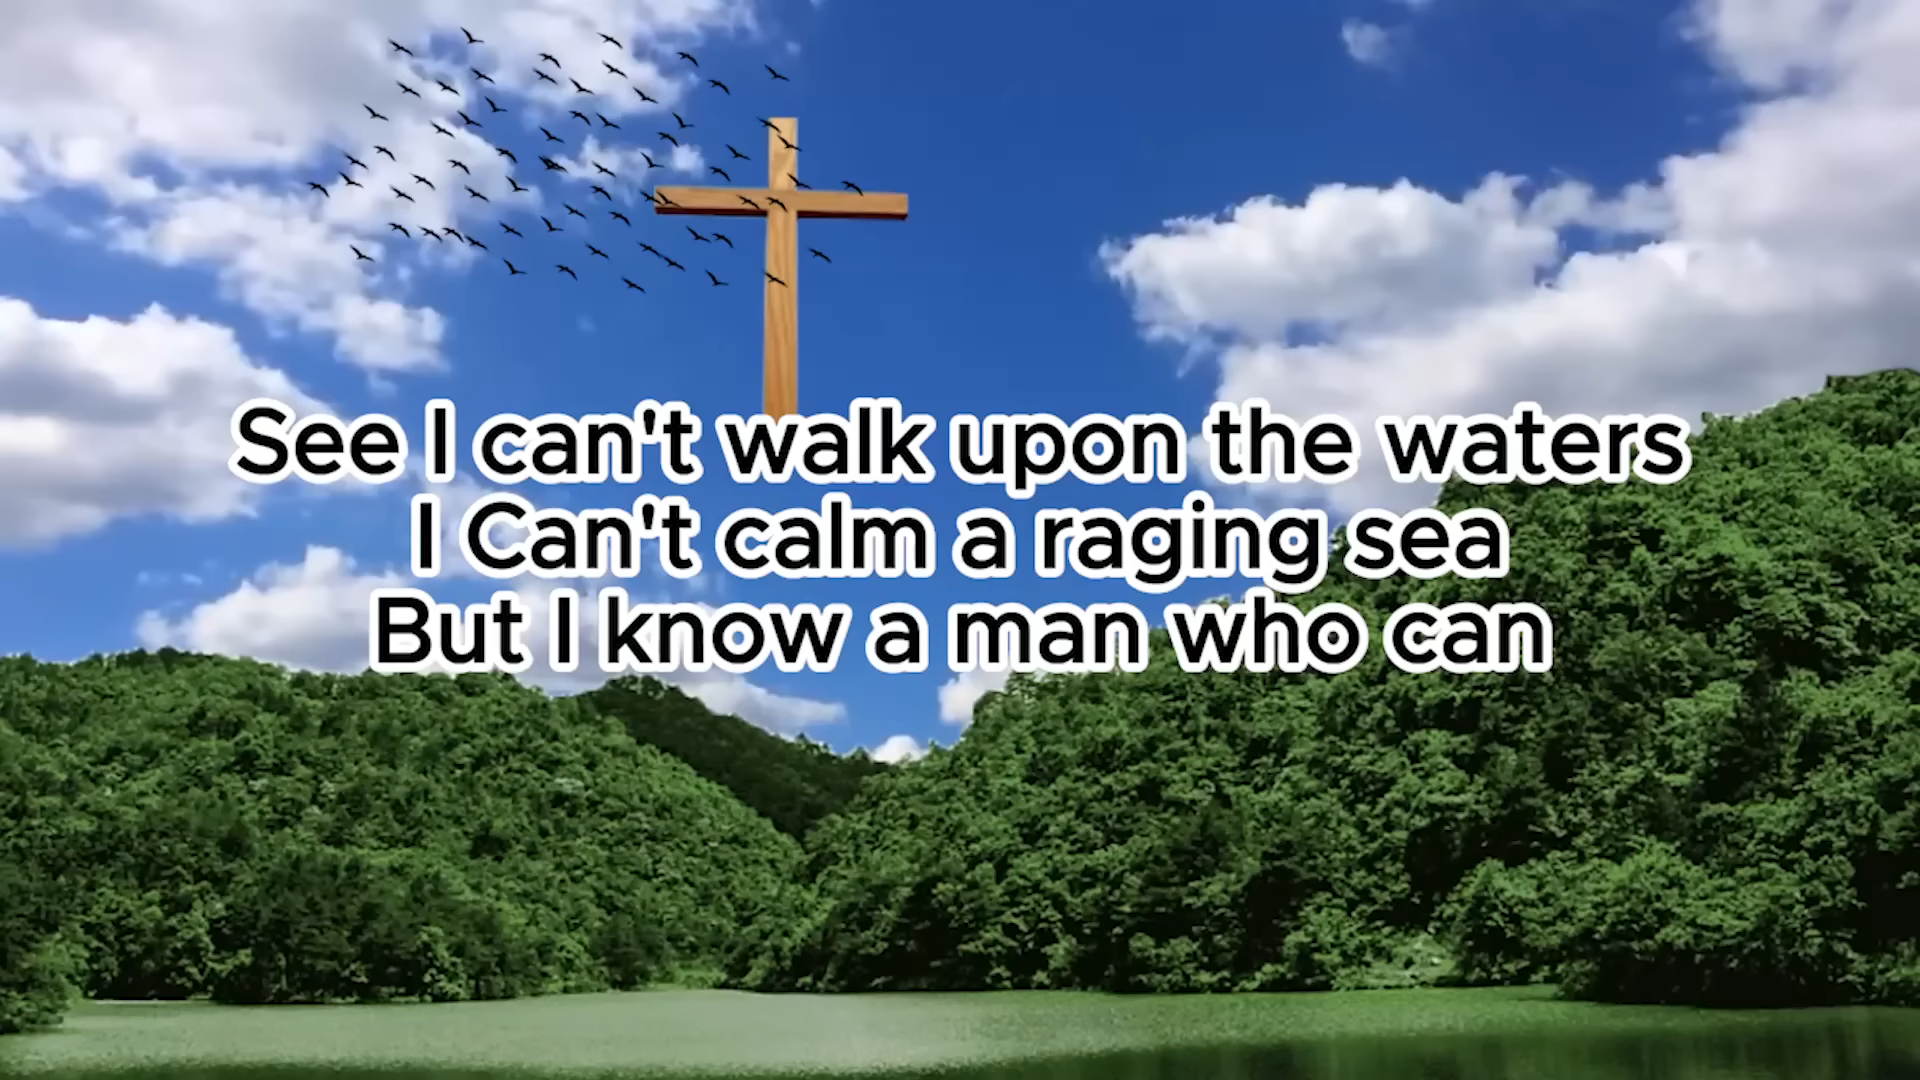 See I can't walk upon the waters
I Can't calm a raging sea
But I know a man who can